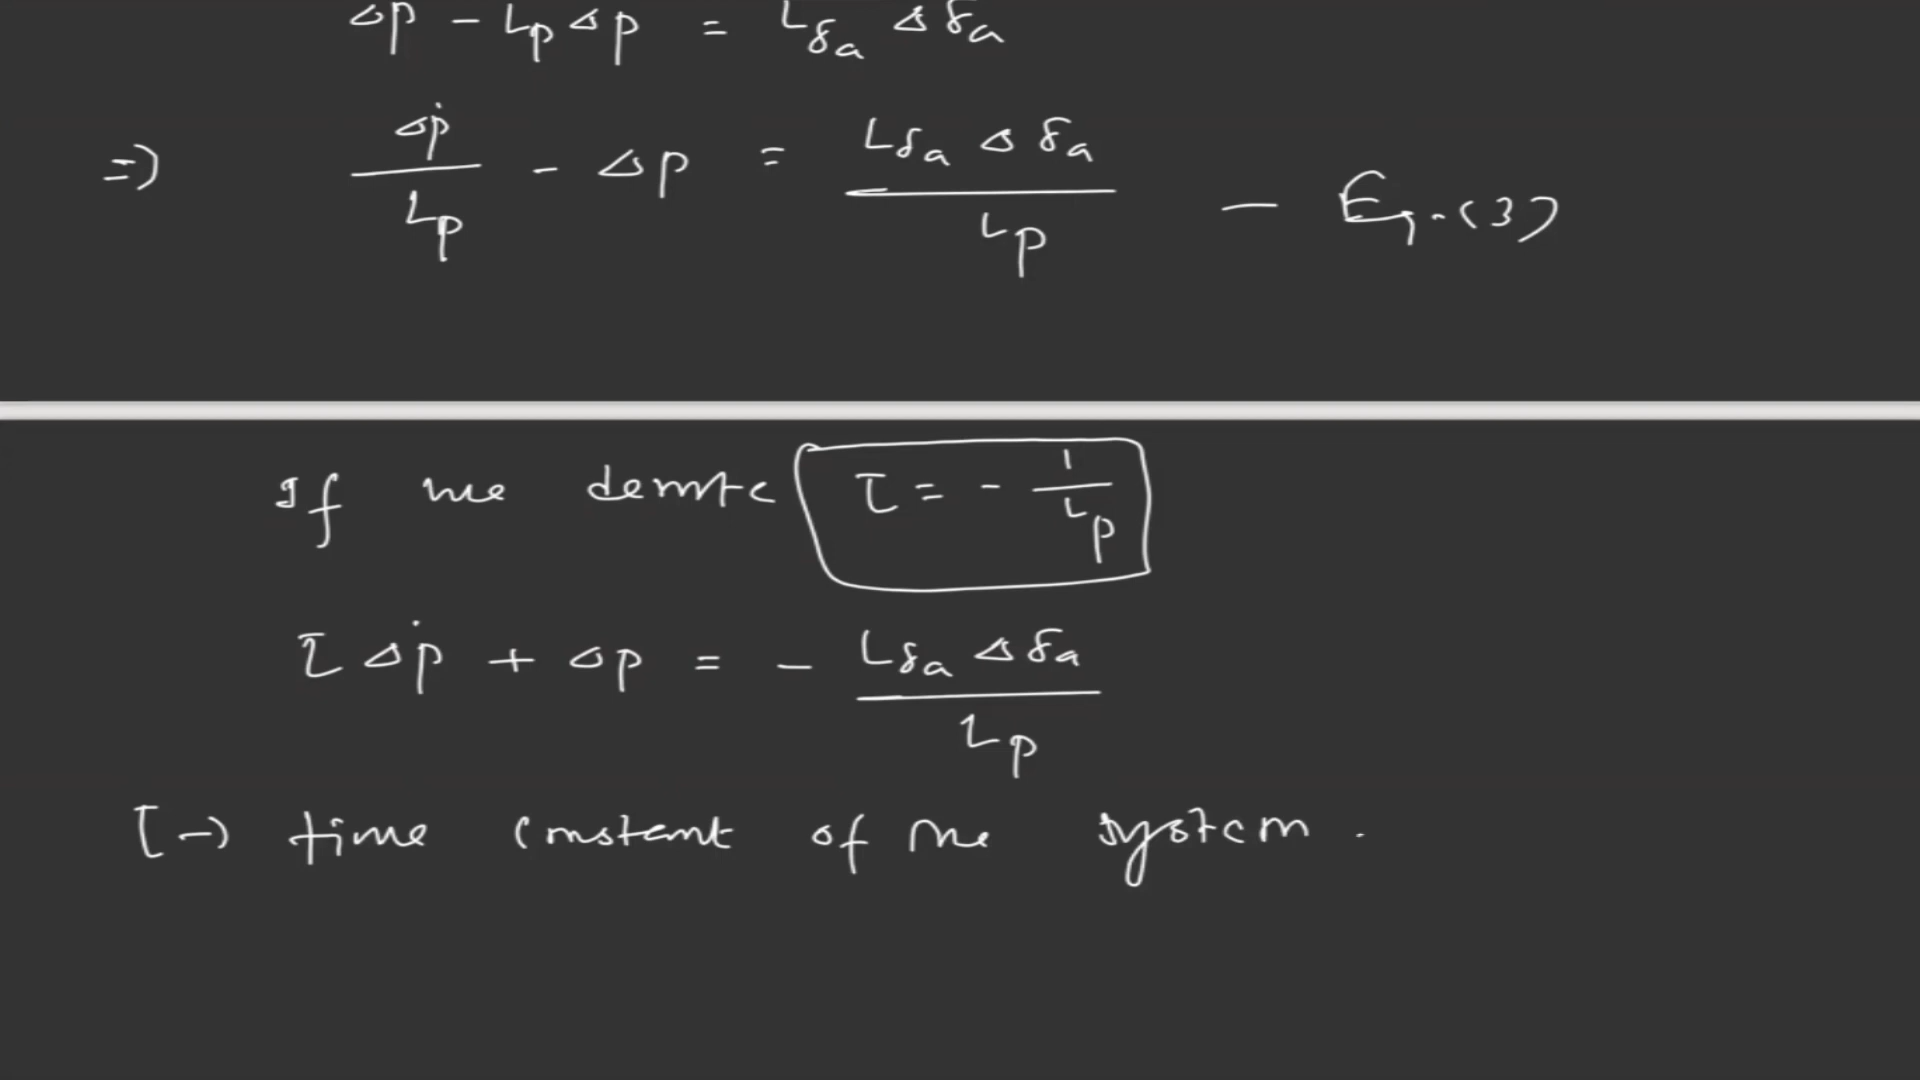 Δp - Lp Δp = Lδa Δδa
=> Δṗ / Lp - Δp = Lδa Δδa / Lp — Eq.(3)
If we denote τ = - 1 / Lp
τ Δṗ + Δp = - Lδa Δδa / Lp
τ → time constant of the system.